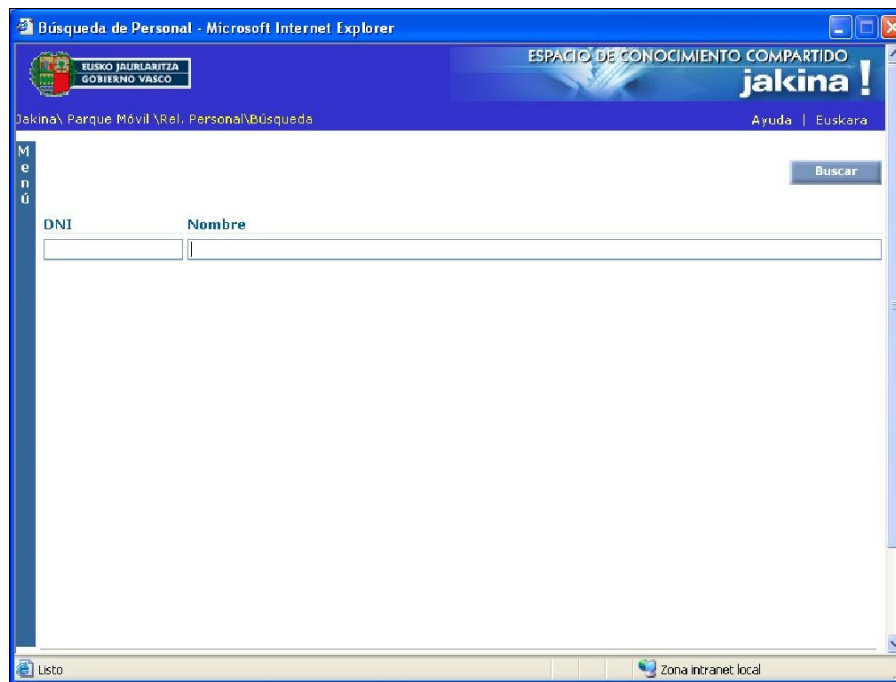 Búsqueda de Personal - Microsoft Internet Explorer
EUSKO JAURLARITZA
GOBIERNO VASCO
ESPACIO DE CONOCIMIENTO COMPARTIDO
jakina!
Jakina\ Parque Móvil \Rel. Personal\Búsqueda
Ayuda | Euskara
Menú
Buscar
DNI Nombre
Listo
Zona intranet local